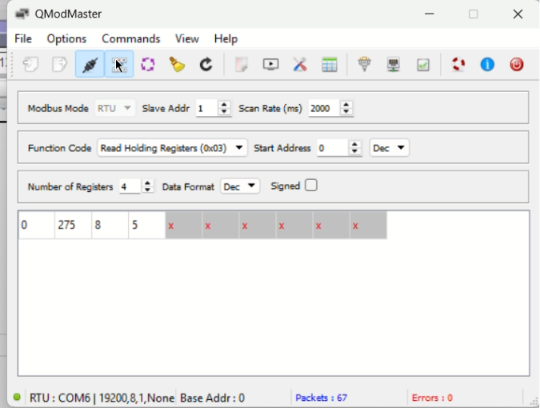 QModMaster
File Options Commands View Help
Modbus Mode RTU Slave Addr 1 Scan Rate (ms) 2000
Function Code Read Holding Registers (0x03) Start Address 0 Dec
Number of Registers 4 Data Format Dec Signed
0 275 8 5 x x x x x x
RTU : COM6 | 19200,8,1,None Base Addr : 0 Packets : 67 Errors : 0